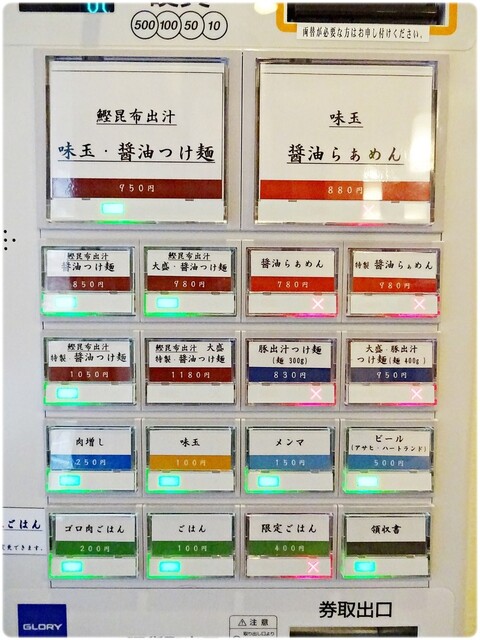 500 100 50 10
両替が必要な方はお申し付けください。
鰹昆布出汁
味玉・醤油つけ麺
950円
味玉
醤油らぁめん
880円
鰹昆布出汁
醤油つけ麺
850円
鰹昆布出汁
大盛・醤油つけ麺
980円
醤油らぁめん
780円
特製 醤油らぁめん
980円
鰹昆布出汁
特製・醤油つけ麺
1050円
鰹昆布出汁 大盛
特製・醤油つけ麺
1180円
豚出汁つけ麺
(麺 300g)
830円
大盛・豚出汁
つけ麺(麺 400g)
950円
肉増し
250円
味玉
100円
メンマ
150円
ビール
(アサヒ・ハートランド)
500円
ごはん
変更できます。
ゴロ肉ごはん
200円
ごはん
100円
限定ごはん
400円
領収書
GLORY
注意
券取出口